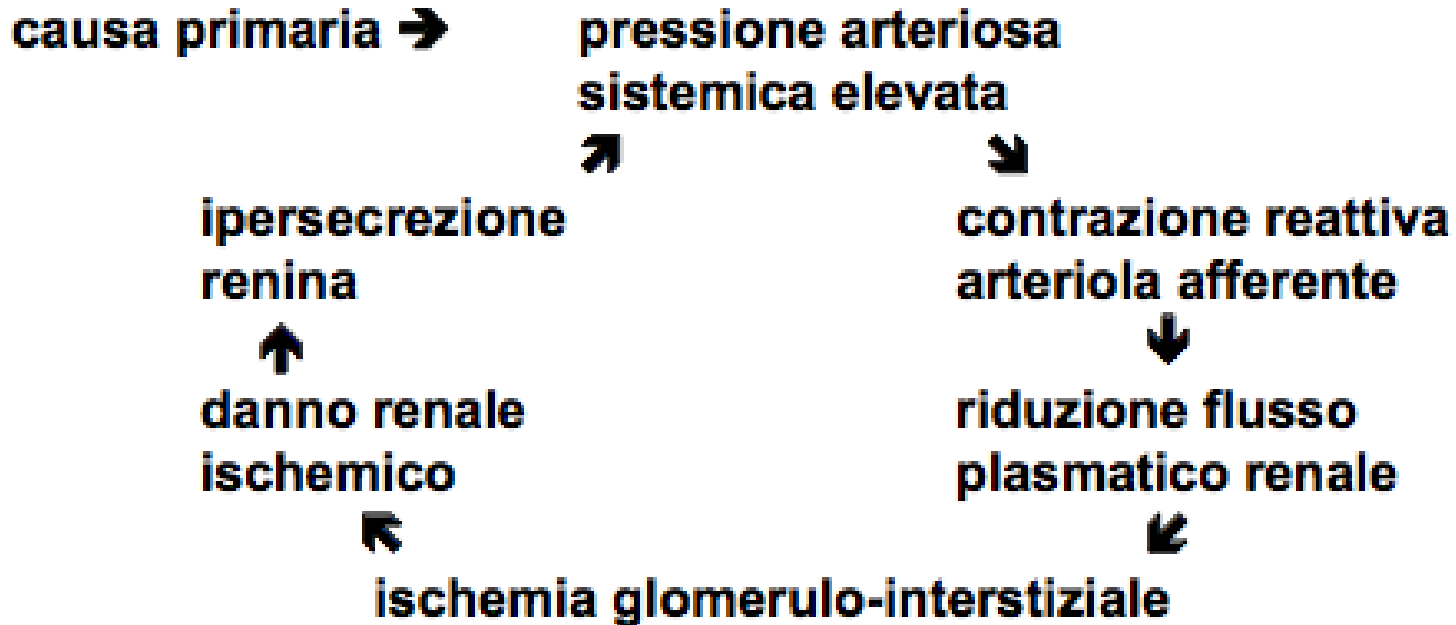 causa primaria ➔ pressione arteriosa
sistemica elevata
ipersecrezione
renina
contrazione reattiva
arteriola afferente
danno renale
ischemico
riduzione flusso
plasmatico renale
ischemia glomerulo-interstiziale